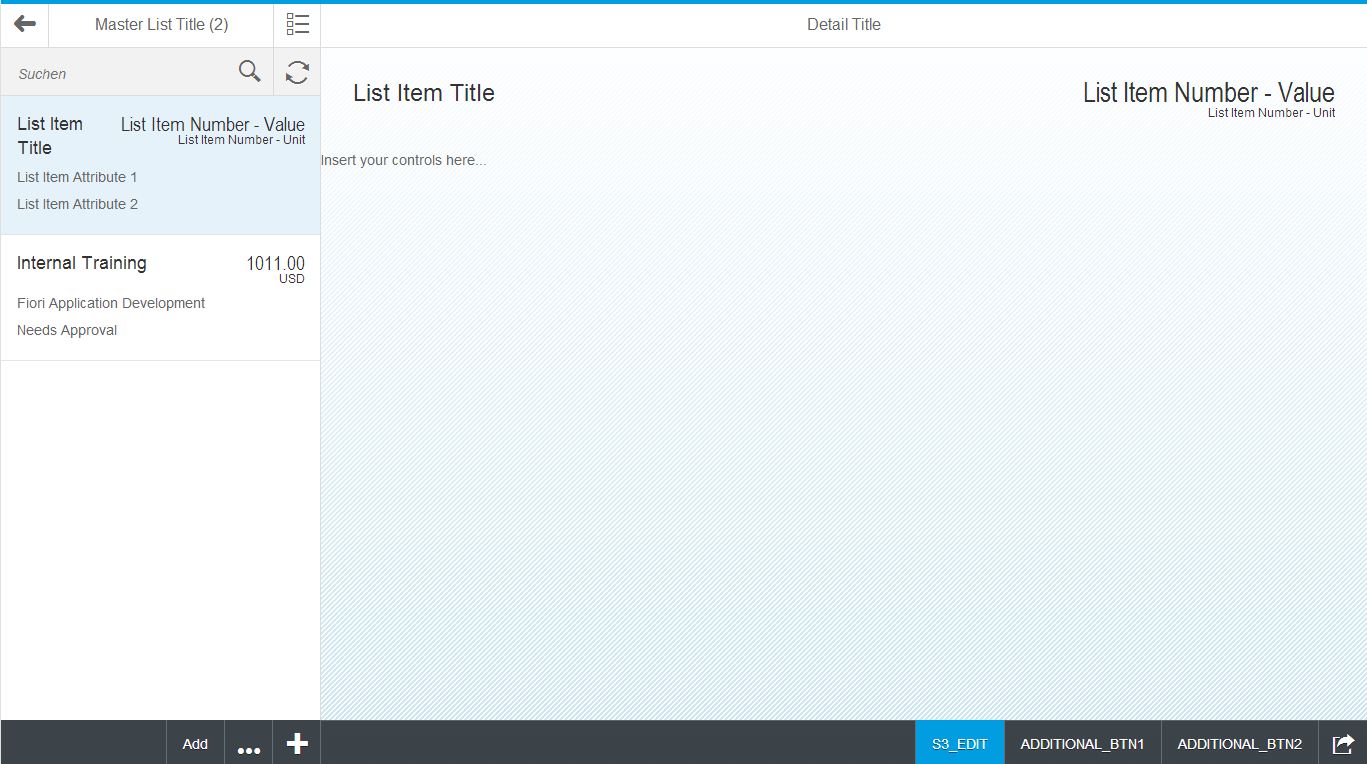 Master List Title (2)
Detail Title
Suchen
List Item Title
List Item Number - Value
List Item Number - Unit
List Item Attribute 1
List Item Attribute 2
Internal Training
1011.00
USD
Fiori Application Development
Needs Approval
List Item Title
List Item Number - Value
List Item Number - Unit
Insert your controls here...
Add
S3_EDIT
ADDITIONAL_BTN1
ADDITIONAL_BTN2